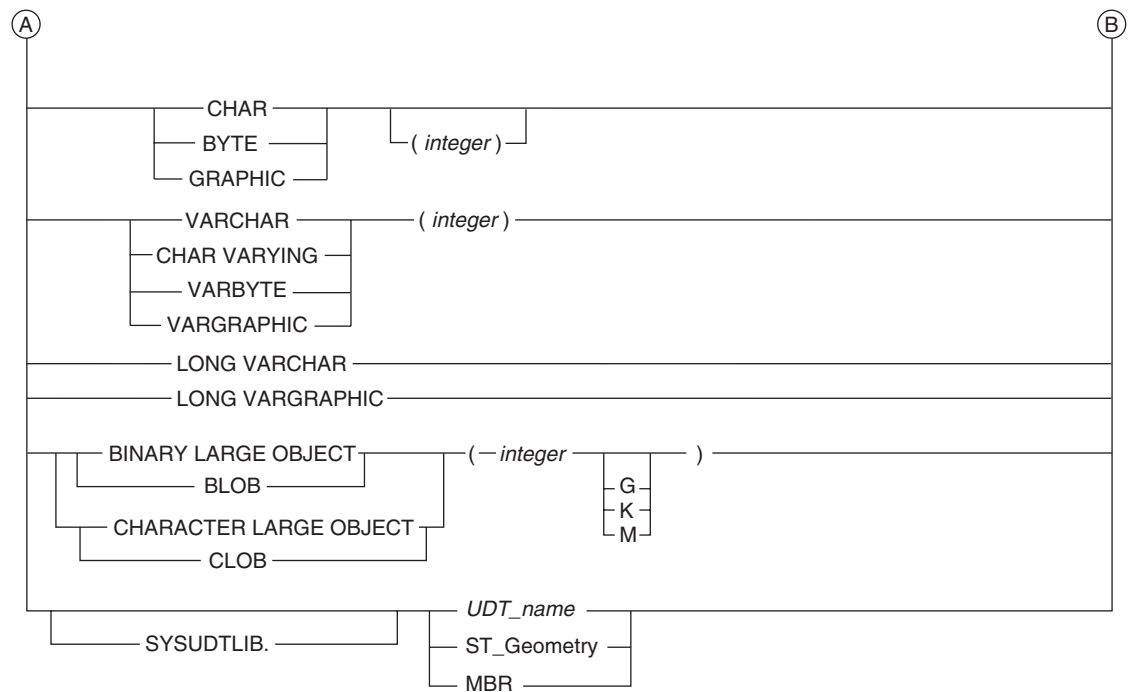 A B
CHAR
BYTE ( integer )
GRAPHIC
VARCHAR ( integer )
CHAR VARYING
VARBYTE
VARGRAPHIC
LONG VARCHAR
LONG VARGRAPHIC
BINARY LARGE OBJECT ( integer )
BLOB G
K
CHARACTER LARGE OBJECT M
CLOB
UDT_name
SYSUDTLIB. ST_Geometry
MBR